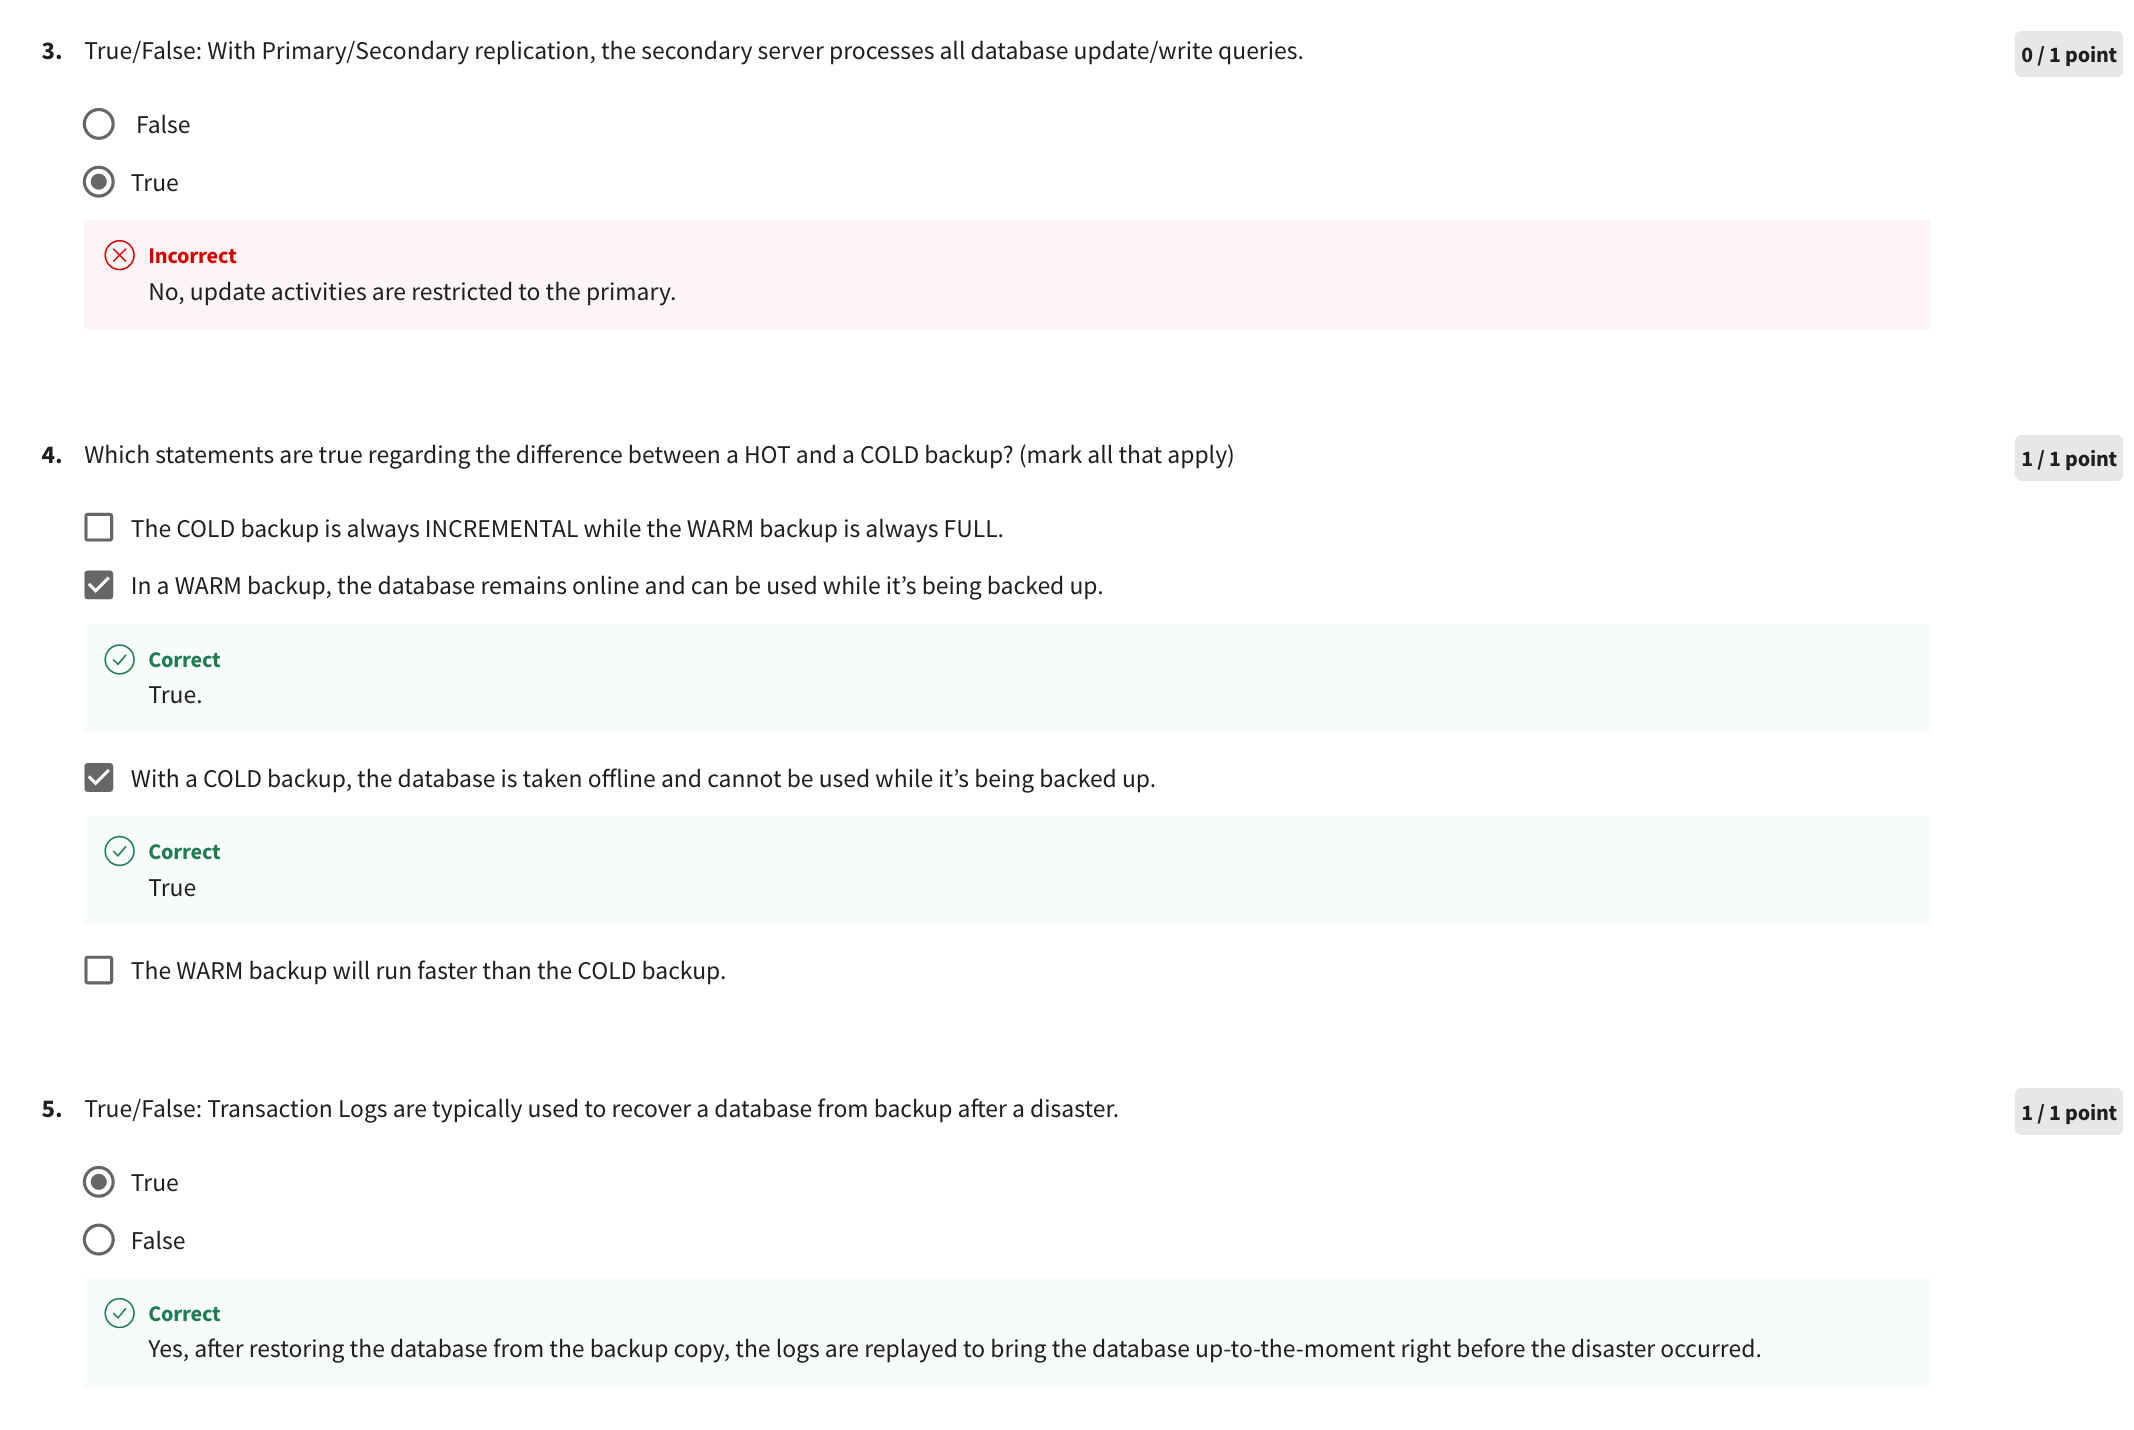 3. True/False: With Primary/Secondary replication, the secondary server processes all database update/write queries.
0 / 1 point
False
True
Incorrect
No, update activities are restricted to the primary.
4. Which statements are true regarding the difference between a HOT and a COLD backup? (mark all that apply)
1 / 1 point
The COLD backup is always INCREMENTAL while the WARM backup is always FULL.
In a WARM backup, the database remains online and can be used while it’s being backed up.
Correct
True.
With a COLD backup, the database is taken offline and cannot be used while it’s being backed up.
Correct
True
The WARM backup will run faster than the COLD backup.
5. True/False: Transaction Logs are typically used to recover a database from backup after a disaster.
1 / 1 point
True
False
Correct
Yes, after restoring the database from the backup copy, the logs are replayed to bring the database up-to-the-moment right before the disaster occurred.